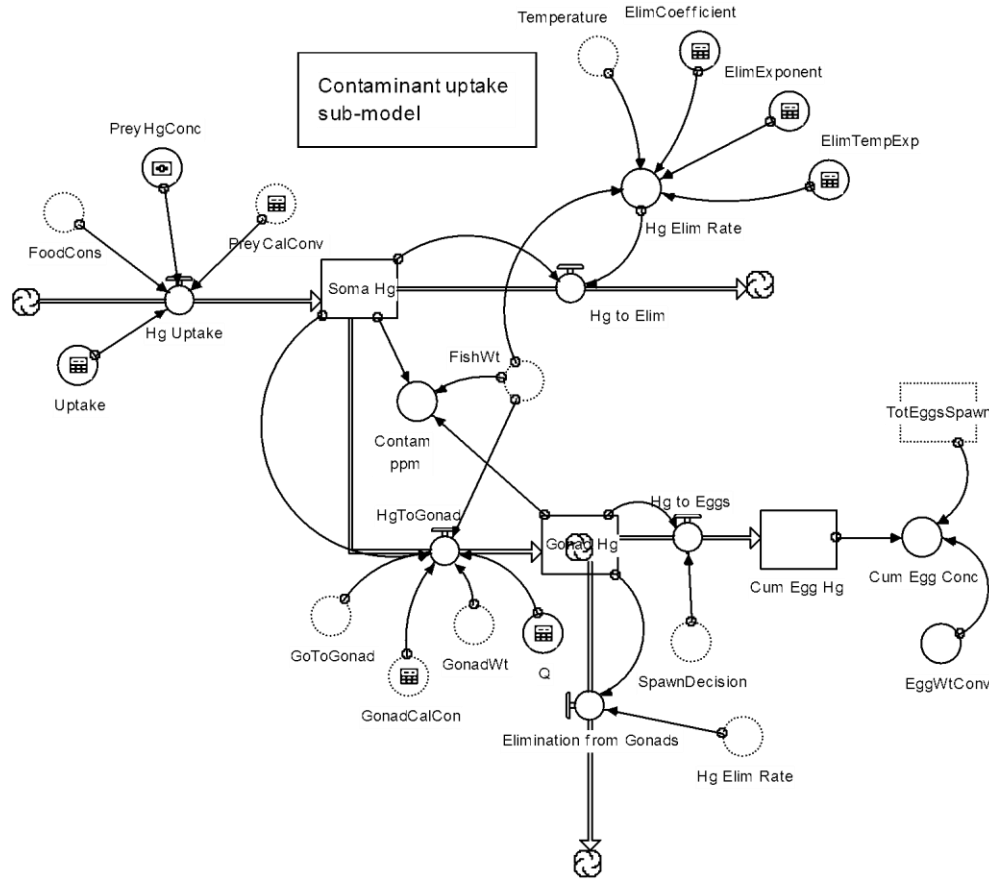 Temperature
ElimCoefficient
Contaminant uptake
sub-model
ElimExponent
PreyHgConc
ElimTempExp
FoodCons
PreyCalConv
Hg Elim Rate
Soma Hg
Hg Uptake
Hg to Elim
FishWt
Uptake
TotEggsSpawn
Contam
ppm
HgToGonad
Hg to Eggs
Gonad Hg
Cum Egg Hg
Cum Egg Conc
GoToGonad
GonadWt
Q
SpawnDecision
EggWtConv
GonadCalCon
Elimination from Gonads
Hg Elim Rate